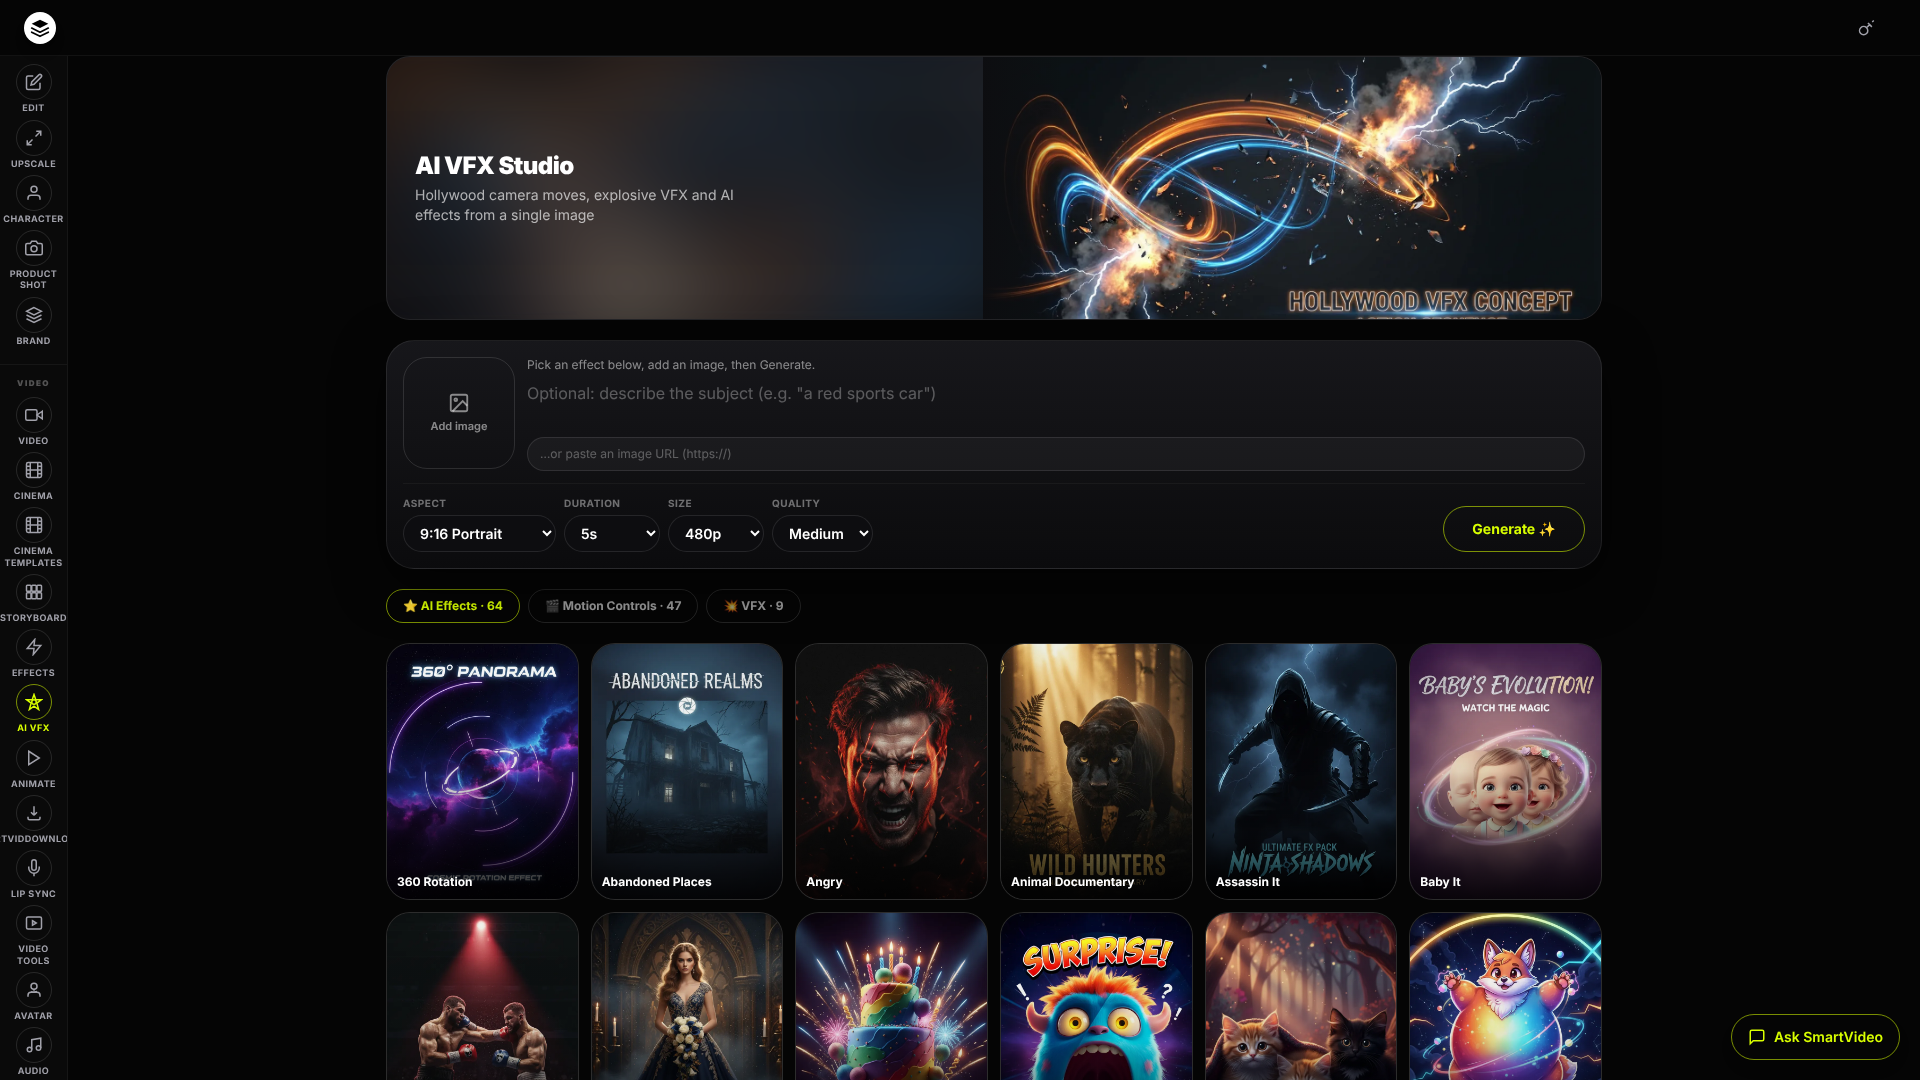 EDIT
UPSCALE
CHARACTER
PRODUCT
SHOT
BRAND
VIDEO
VIDEO
CINEMA
CINEMA
TEMPLATES
STORYBOARD
EFFECTS
AI VFX
ANIMATE
TVIDDOWNLO
LIP SYNC
VIDEO
TOOLS
AVATAR
AUDIO
AI VFX Studio
Hollywood camera moves, explosive VFX and AI
effects from a single image
HOLLYWOOD VFX CONCEPT
Add image
Pick an effect below, add an image, then Generate.
Optional: describe the subject (e.g. "a red sports car")
...or paste an image URL (https://)
ASPECT
DURATION
SIZE
QUALITY
9:16 Portrait
5s
480p
Medium
Generate ✨
⭐ AI Effects · 64
🎬 Motion Controls · 47
💥 VFX · 9
360° PANORAMA
360 Rotation
ABANDONED REALMS
Abandoned Places
Angry
WILD HUNTERS
Animal Documentary
ULTIMATE FX PACK
NINJA SHADOWS
Assassin It
BABY'S EVOLUTION!
WATCH THE MAGIC
Baby It
SURPRISE!
Ask SmartVideo